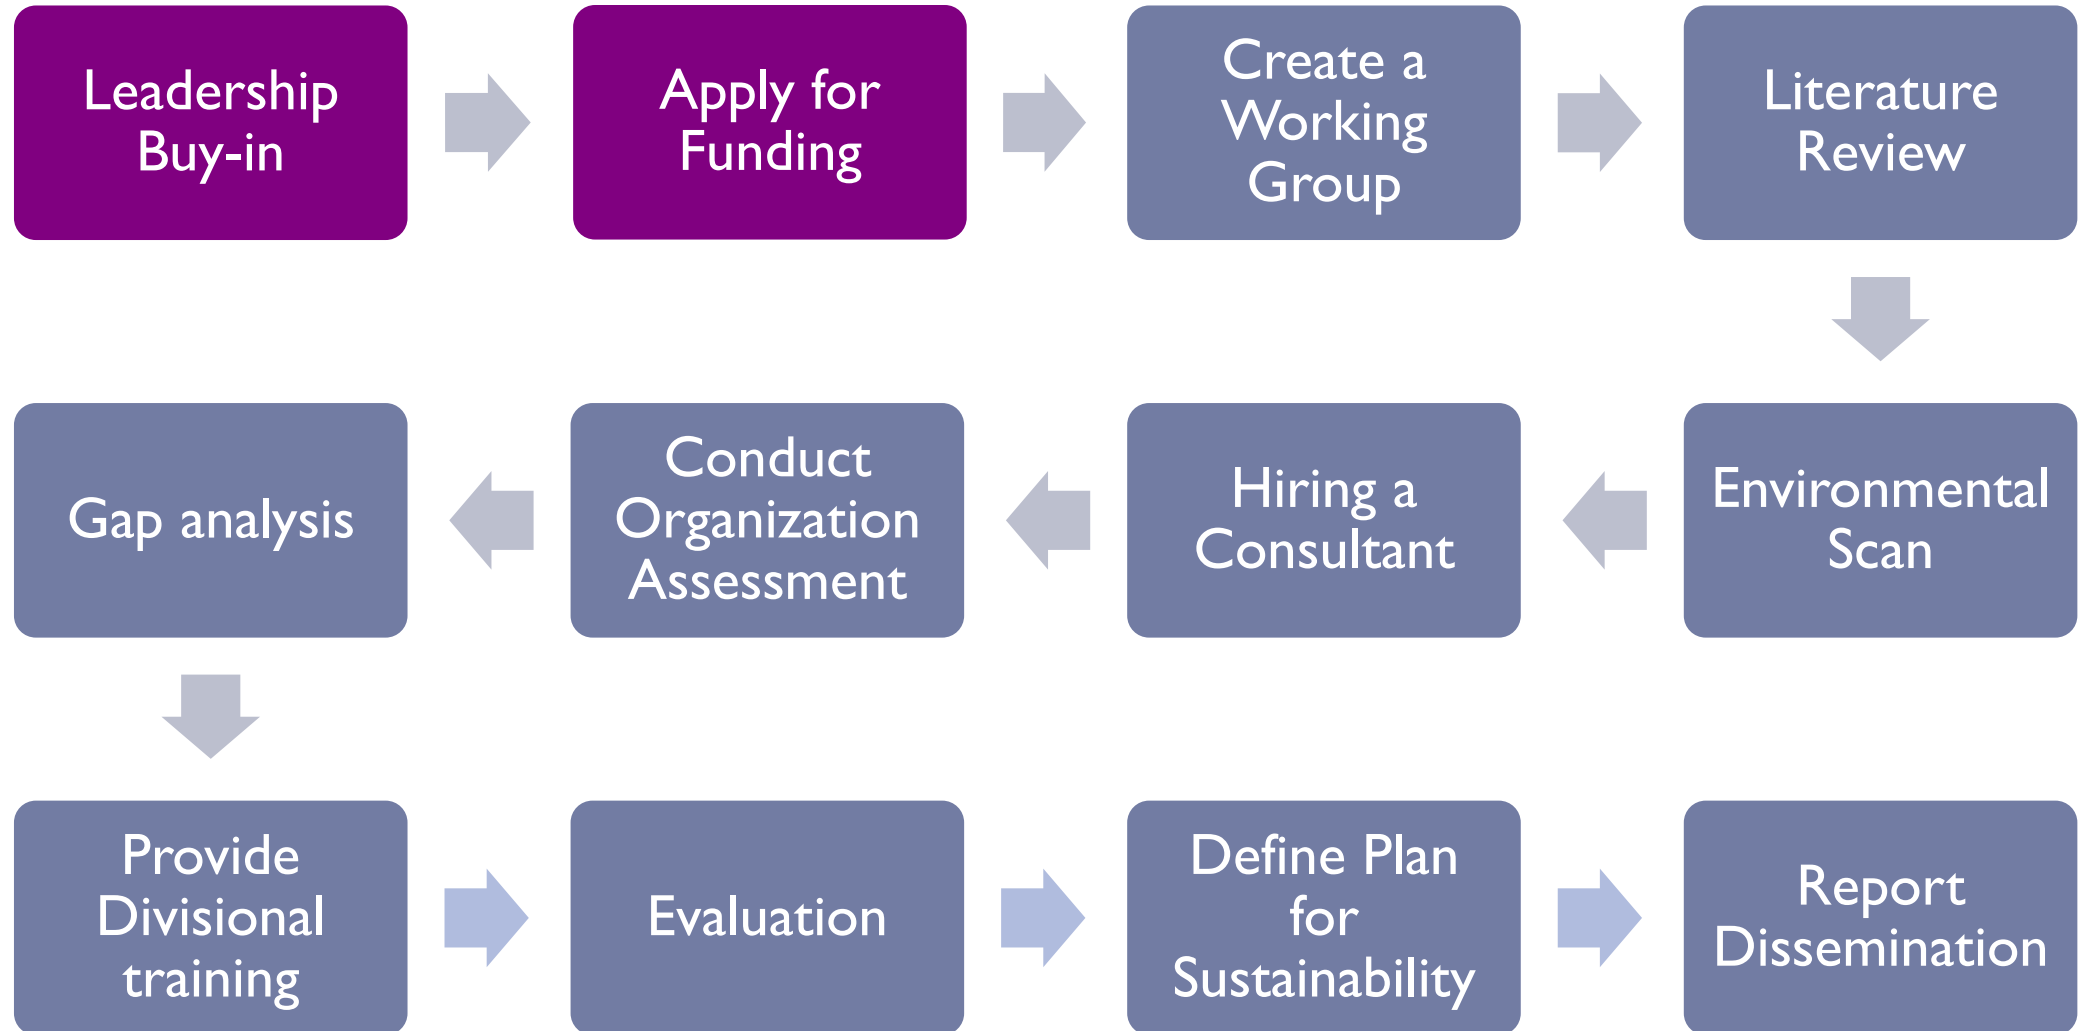 Leadership
Buy-in
Apply for
Funding
Create a
Working
Group
Literature
Review
Environmental
Scan
Hiring a
Consultant
Conduct
Organization
Assessment
Gap analysis
Provide
Divisional
training
Evaluation
Define Plan
for
Sustainability
Report
Dissemination